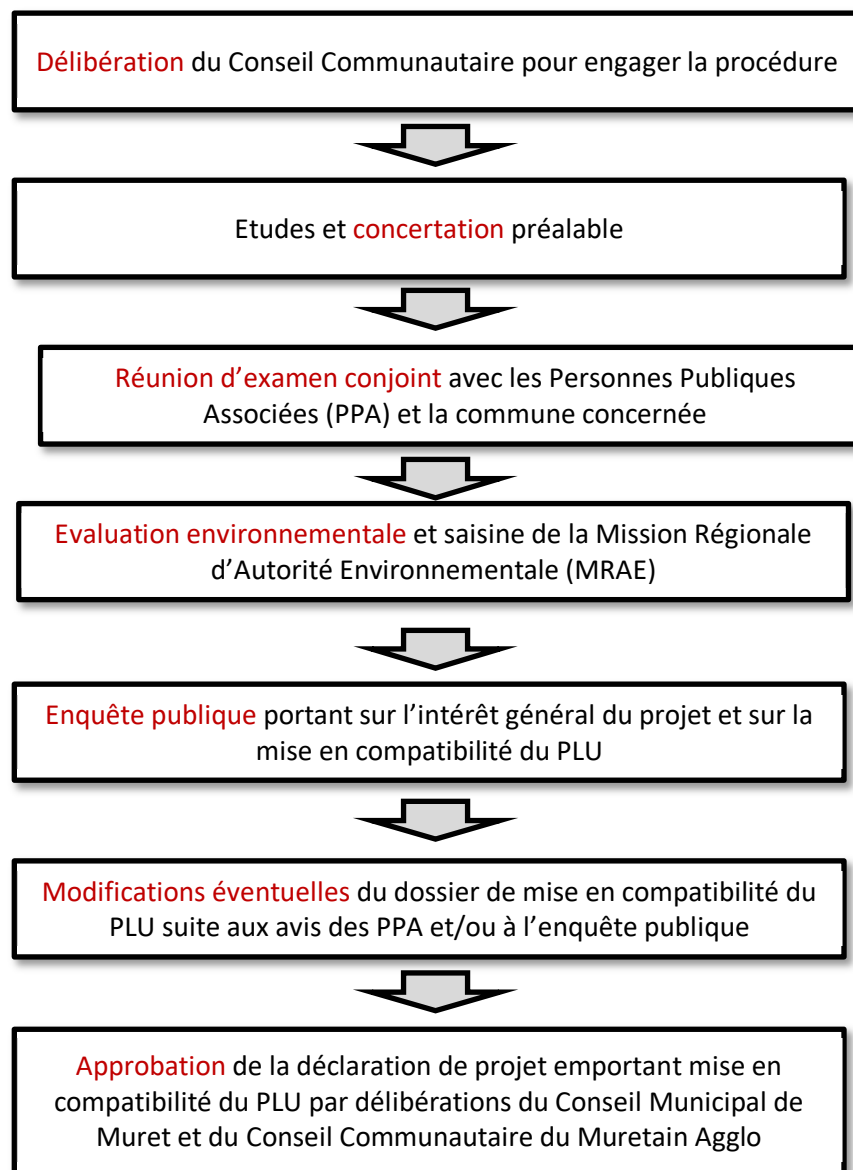 Délibération du Conseil Communautaire pour engager la procédure
Etudes et concertation préalable
Réunion d’examen conjoint avec les Personnes Publiques
Associées (PPA) et la commune concernée
Evaluation environnementale et saisine de la Mission Régionale
d’Autorité Environnementale (MRAE)
Enquête publique portant sur l’intérêt général du projet et sur la
mise en compatibilité du PLU
Modifications éventuelles du dossier de mise en compatibilité du
PLU suite aux avis des PPA et/ou à l’enquête publique
Approbation de la déclaration de projet emportant mise en
compatibilité du PLU par délibérations du Conseil Municipal de
Muret et du Conseil Communautaire du Muretain Agglo